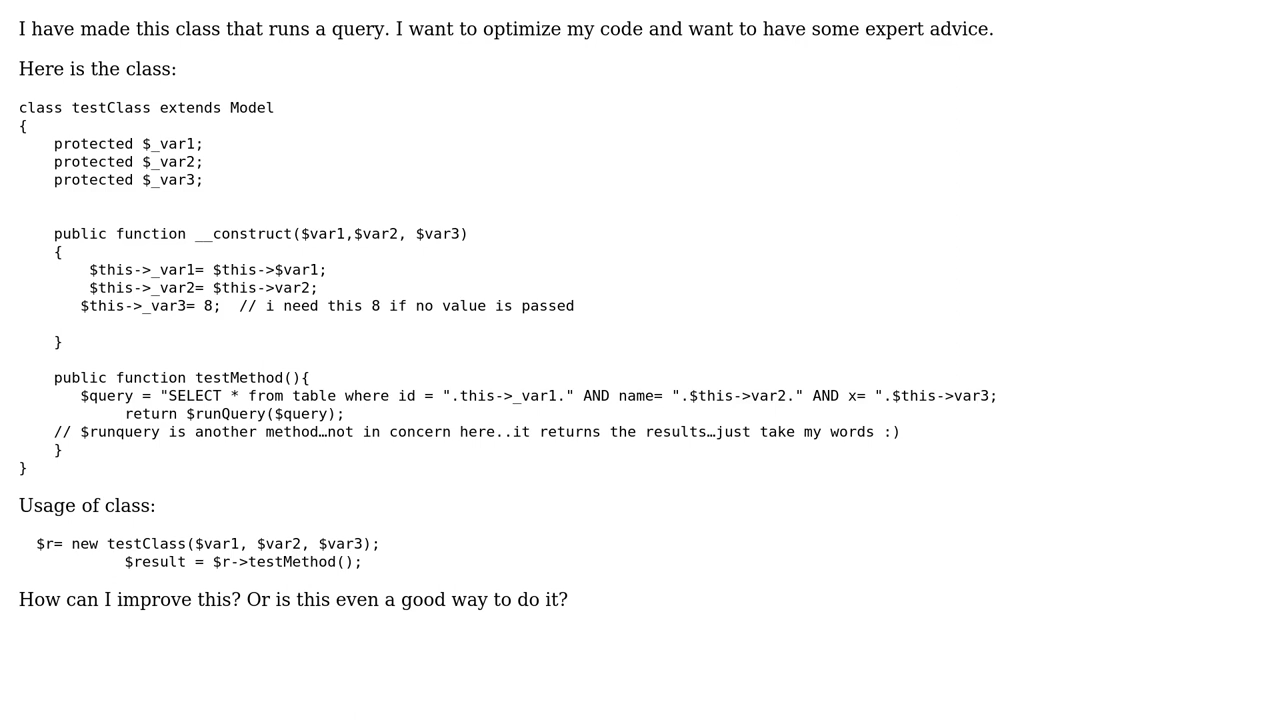 I have made this class that runs a query. I want to optimize my code and want to have some expert advice.
Here is the class:
class testClass extends Model
{
    protected $_var1;
    protected $_var2;
    protected $_var3;
    public function __construct($var1,$var2, $var3)
    {
        $this->_var1= $this->$var1;
        $this->_var2= $this->var2;
       $this->_var3= 8;  // i need this 8 if no value is passed
    }
    public function testMethod(){
       $query = "SELECT * from table where id = ".this->_var1." AND name= ".$this->var2." AND x= ".$this->var3;
            return $runQuery($query);
    // $runquery is another method…not in concern here..it returns the results…just take my words :)
    }
}
Usage of class:
  $r= new testClass($var1, $var2, $var3);
            $result = $r->testMethod();
How can I improve this? Or is this even a good way to do it?